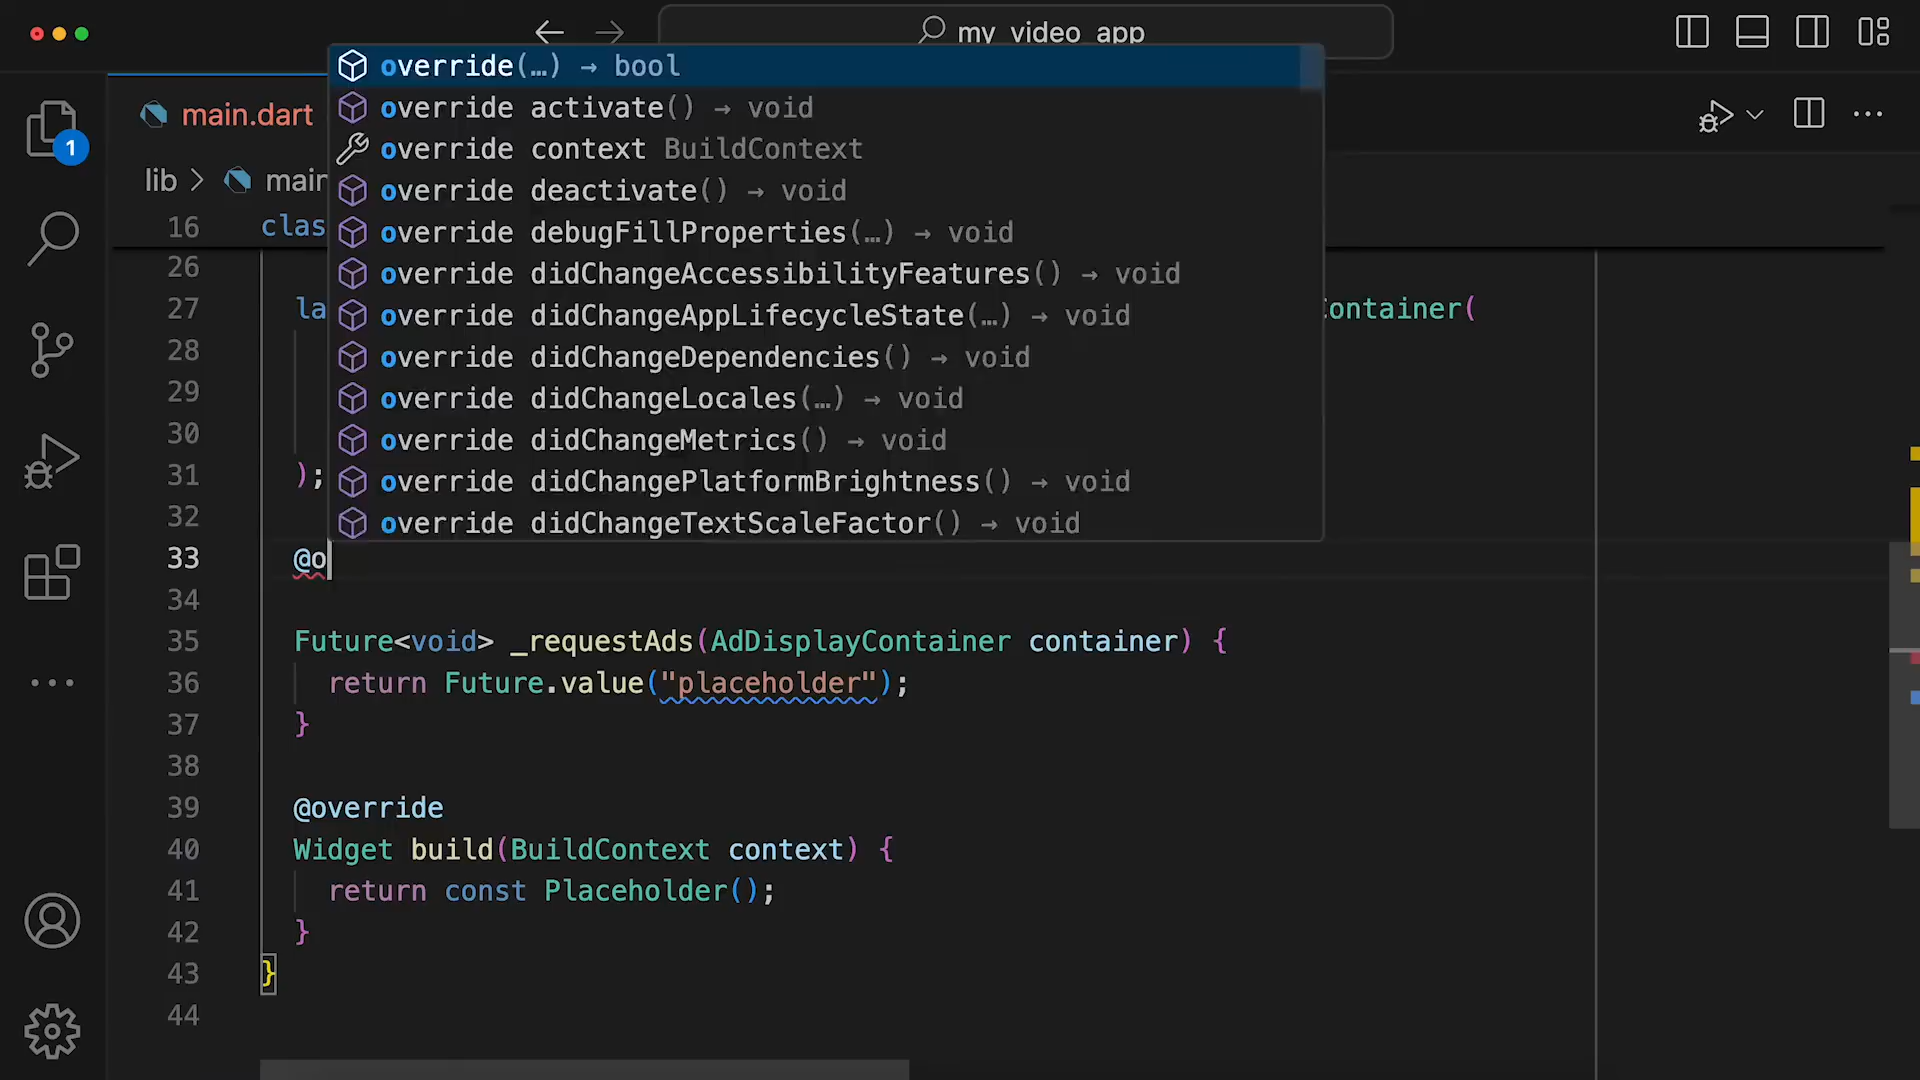 my_video_app
main.dart
1
lib > main
16 clas
26
27 la Container(
28
29
30
31 );
32
33 @o
override(…) → bool
override activate() → void
override context BuildContext
override deactivate() → void
override debugFillProperties(…) → void
override didChangeAccessibilityFeatures() → void
override didChangeAppLifecycleState(…) → void
override didChangeDependencies() → void
override didChangeLocales(…) → void
override didChangeMetrics() → void
override didChangePlatformBrightness() → void
override didChangeTextScaleFactor() → void
34
35 Future<void> _requestAds(AdDisplayContainer container) {
36 return Future.value("placeholder");
37 }
38
39 @override
40 Widget build(BuildContext context) {
41 return const Placeholder();
42 }
43 }
44